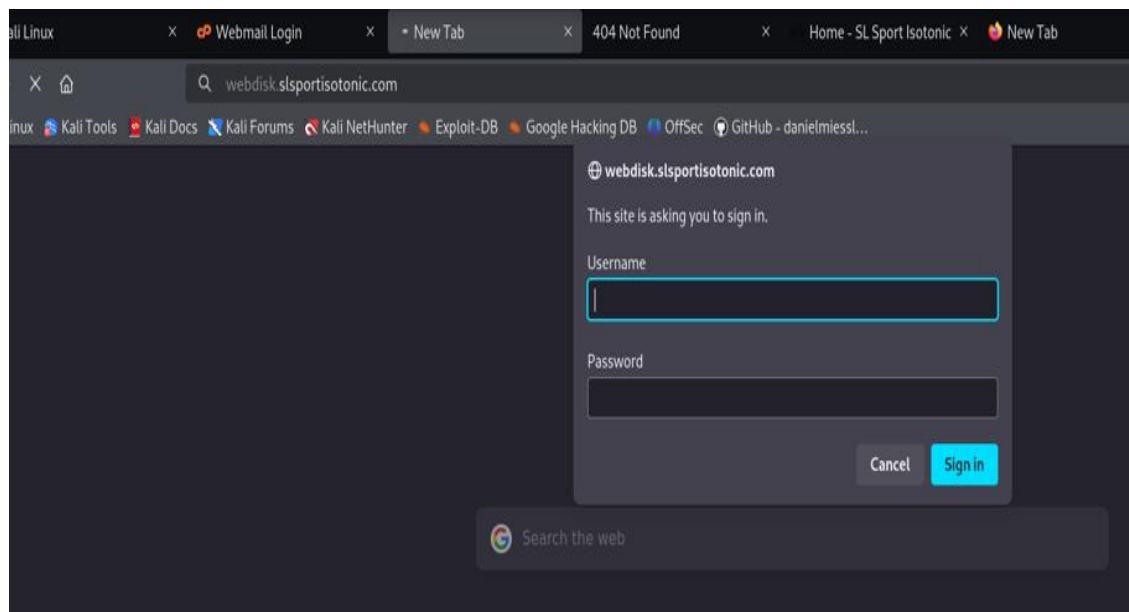 ali Linux Webmail Login New Tab 404 Not Found Home - SL Sport Isotonic New Tab
webdisk.slsportisotonic.com
inux Kali Tools Kali Docs Kali Forums Kali NetHunter Exploit-DB Google Hacking DB OffSec GitHub - danielmiessl...
webdisk.slsportisotonic.com
This site is asking you to sign in.
Username
Password
Cancel Sign in
Search the web